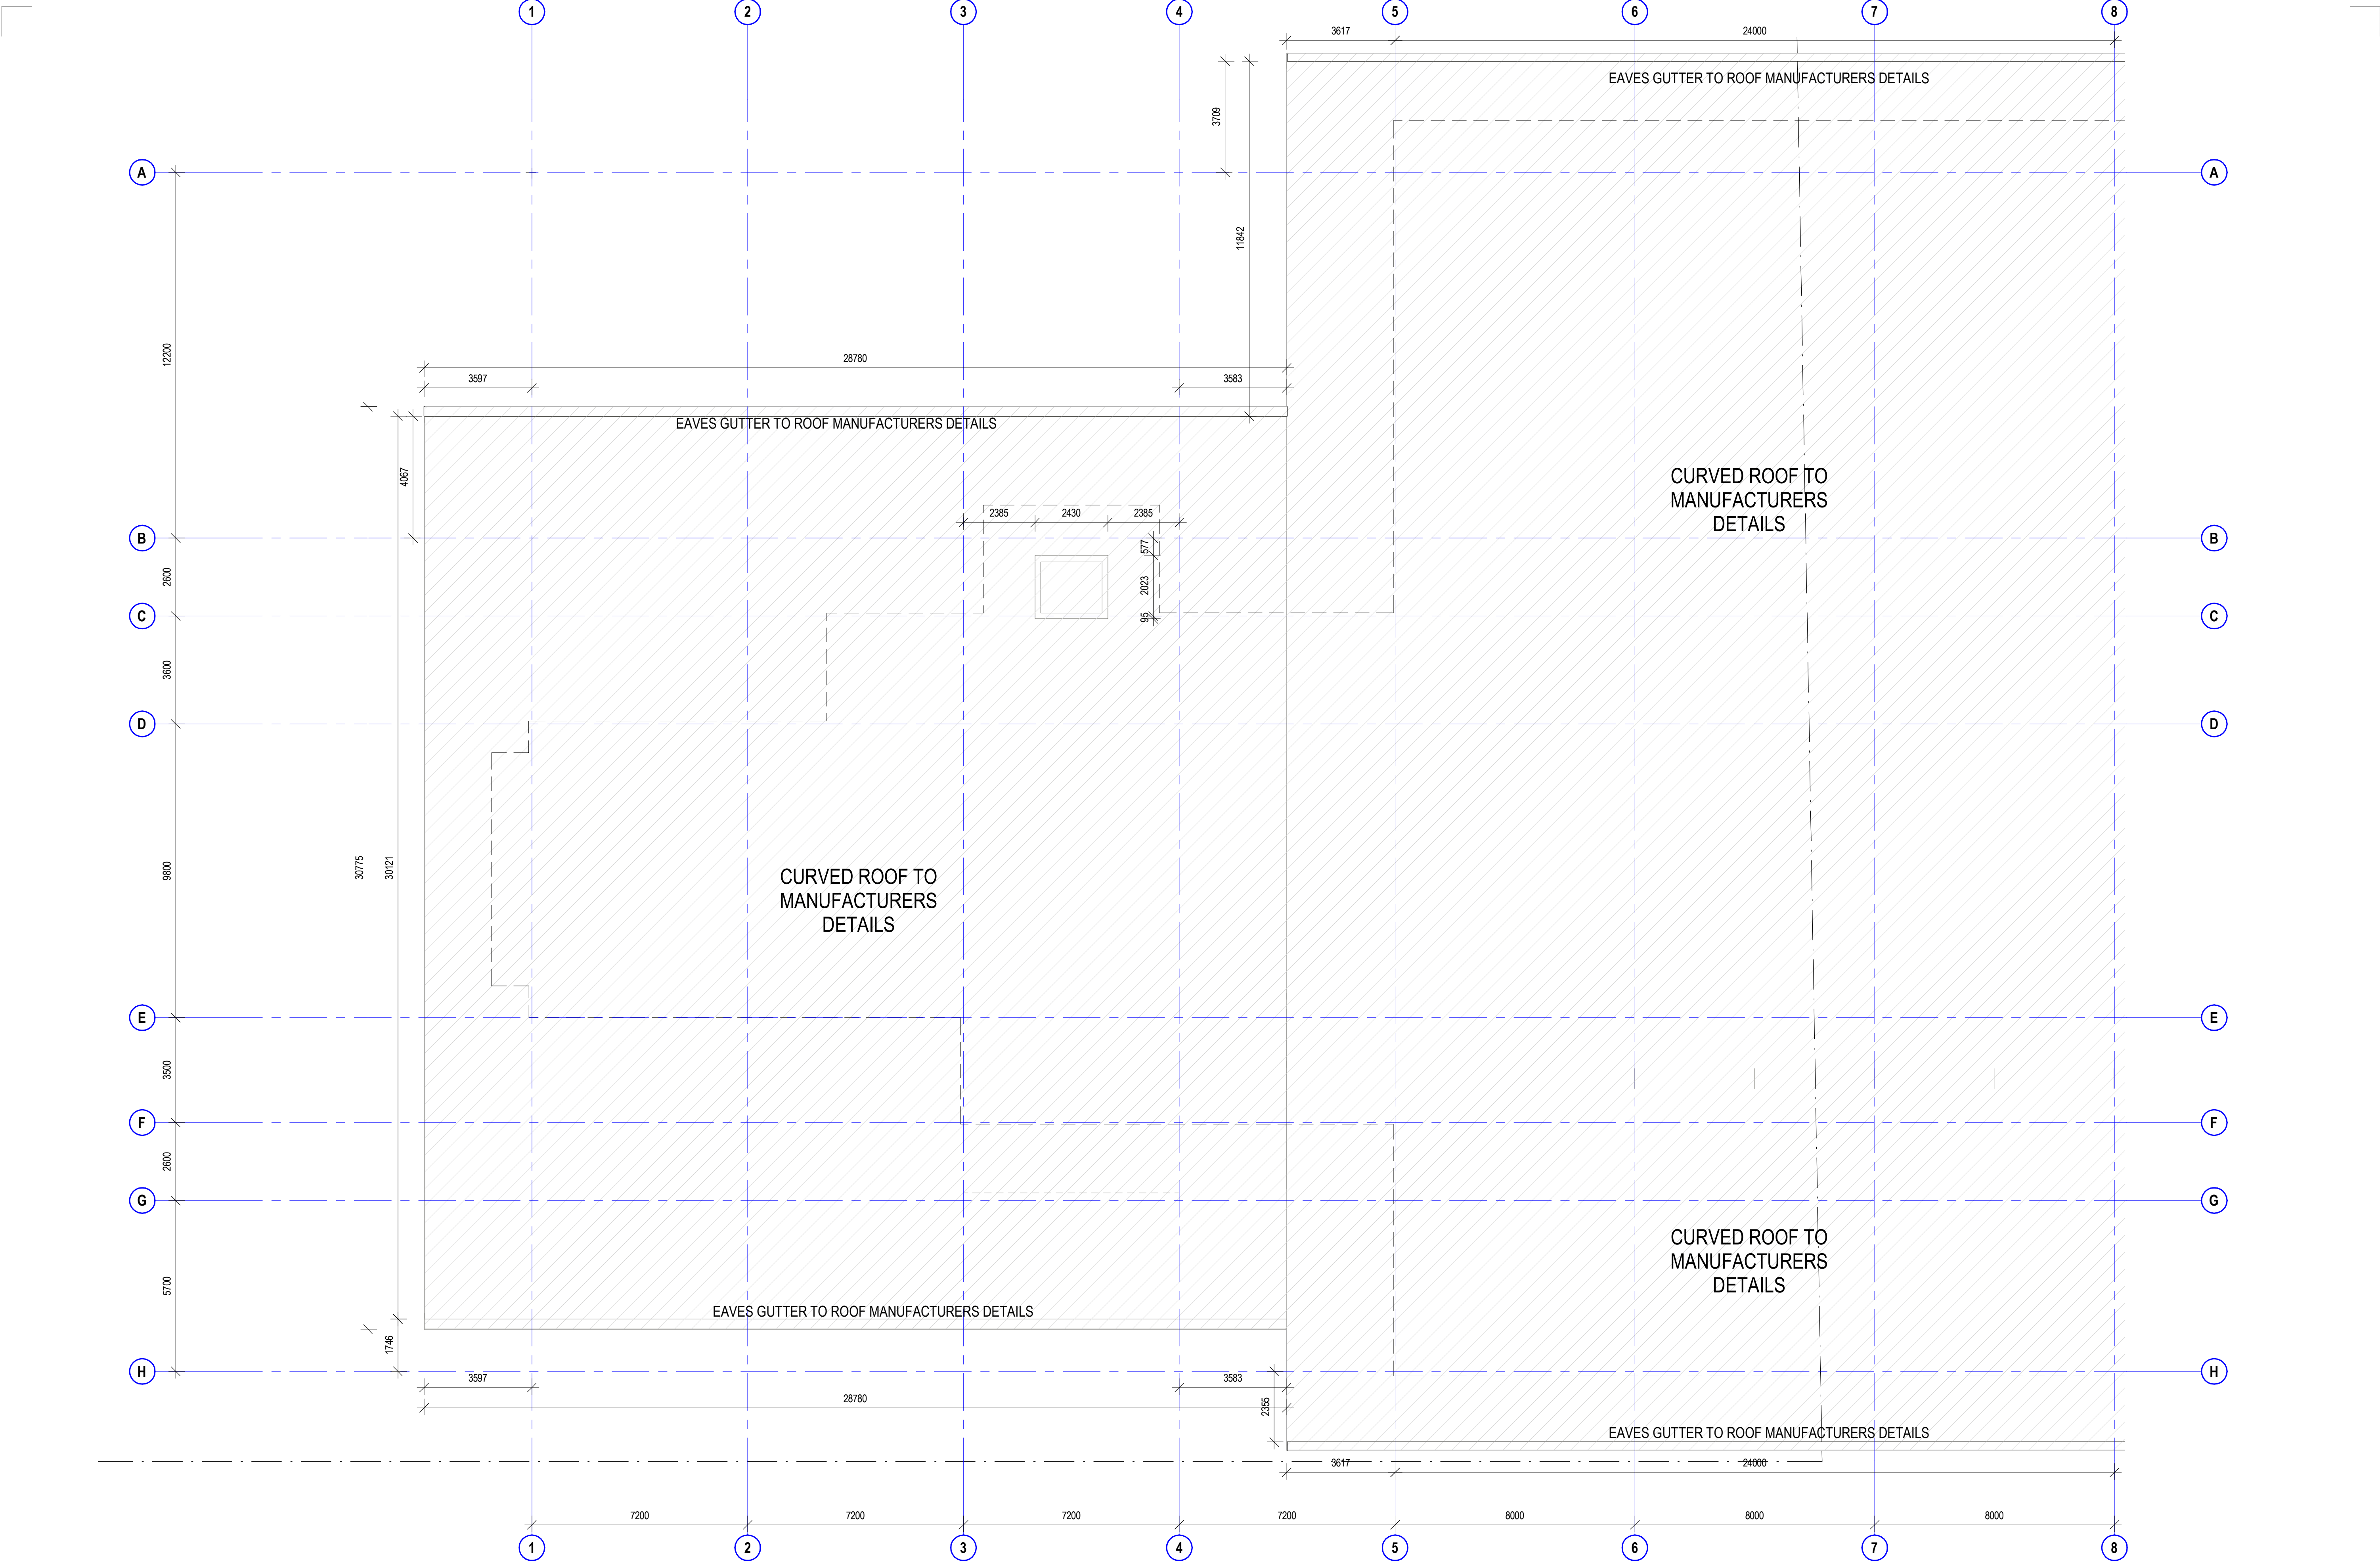 1 2 3 4 5 6 7 8
3617 24000
EAVES GUTTER TO ROOF MANUFACTURERS DETAILS
3709
A A
11842
12200
28780
3597 3583
EAVES GUTTER TO ROOF MANUFACTURERS DETAILS
4067
CURVED ROOF TO
MANUFACTURERS
DETAILS
2385 2430 2385
B B
577
2600
2023
95
C C
3600
D D
30775
30121
9800
CURVED ROOF TO
MANUFACTURERS
DETAILS
E E
3500
F F
2600
G G
CURVED ROOF TO
MANUFACTURERS
DETAILS
5700
EAVES GUTTER TO ROOF MANUFACTURERS DETAILS
1746
H H
3597 3583
28780
2355
EAVES GUTTER TO ROOF MANUFACTURERS DETAILS
3617 24000
7200 7200 7200 7200 8000 8000 8000
1 2 3 4 5 6 7 8